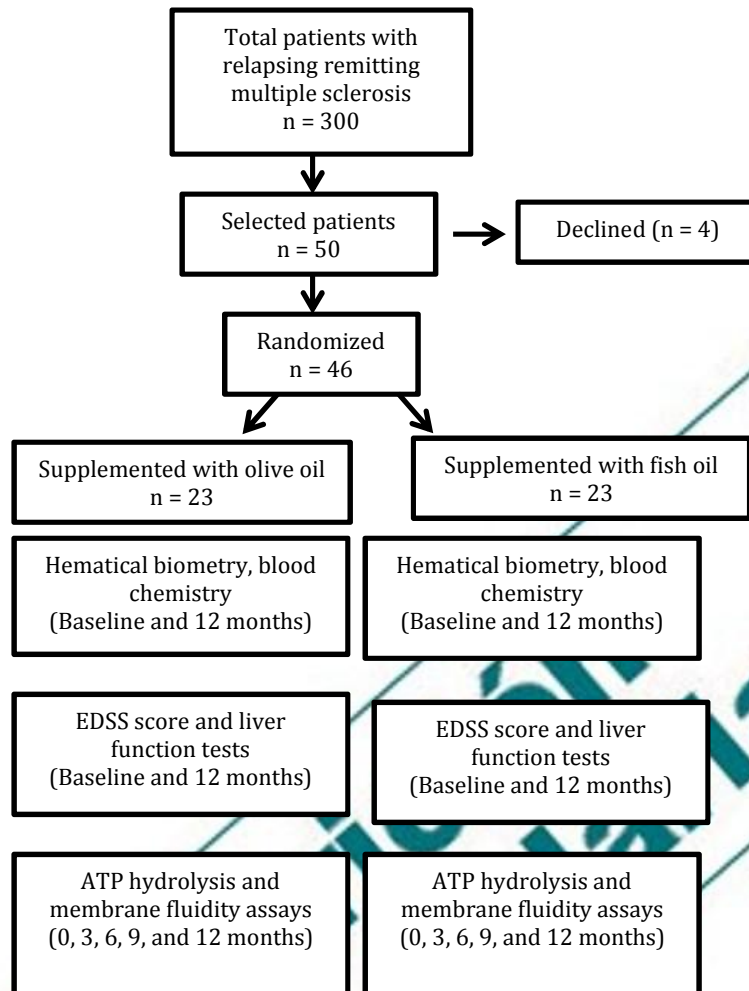 Total patients with
relapsing remitting
multiple sclerosis
n = 300
Selected patients
n = 50
Declined (n = 4)
Randomized
n = 46
Supplemented with olive oil
n = 23
Supplemented with fish oil
n = 23
Hematical biometry, blood
chemistry
(Baseline and 12 months)
Hematical biometry, blood
chemistry
(Baseline and 12 months)
EDSS score and liver
function tests
(Baseline and 12 months)
EDSS score and liver
function tests
(Baseline and 12 months)
ATP hydrolysis and
membrane fluidity assays
(0, 3, 6, 9, and 12 months)
ATP hydrolysis and
membrane fluidity assays
(0, 3, 6, 9, and 12 months)